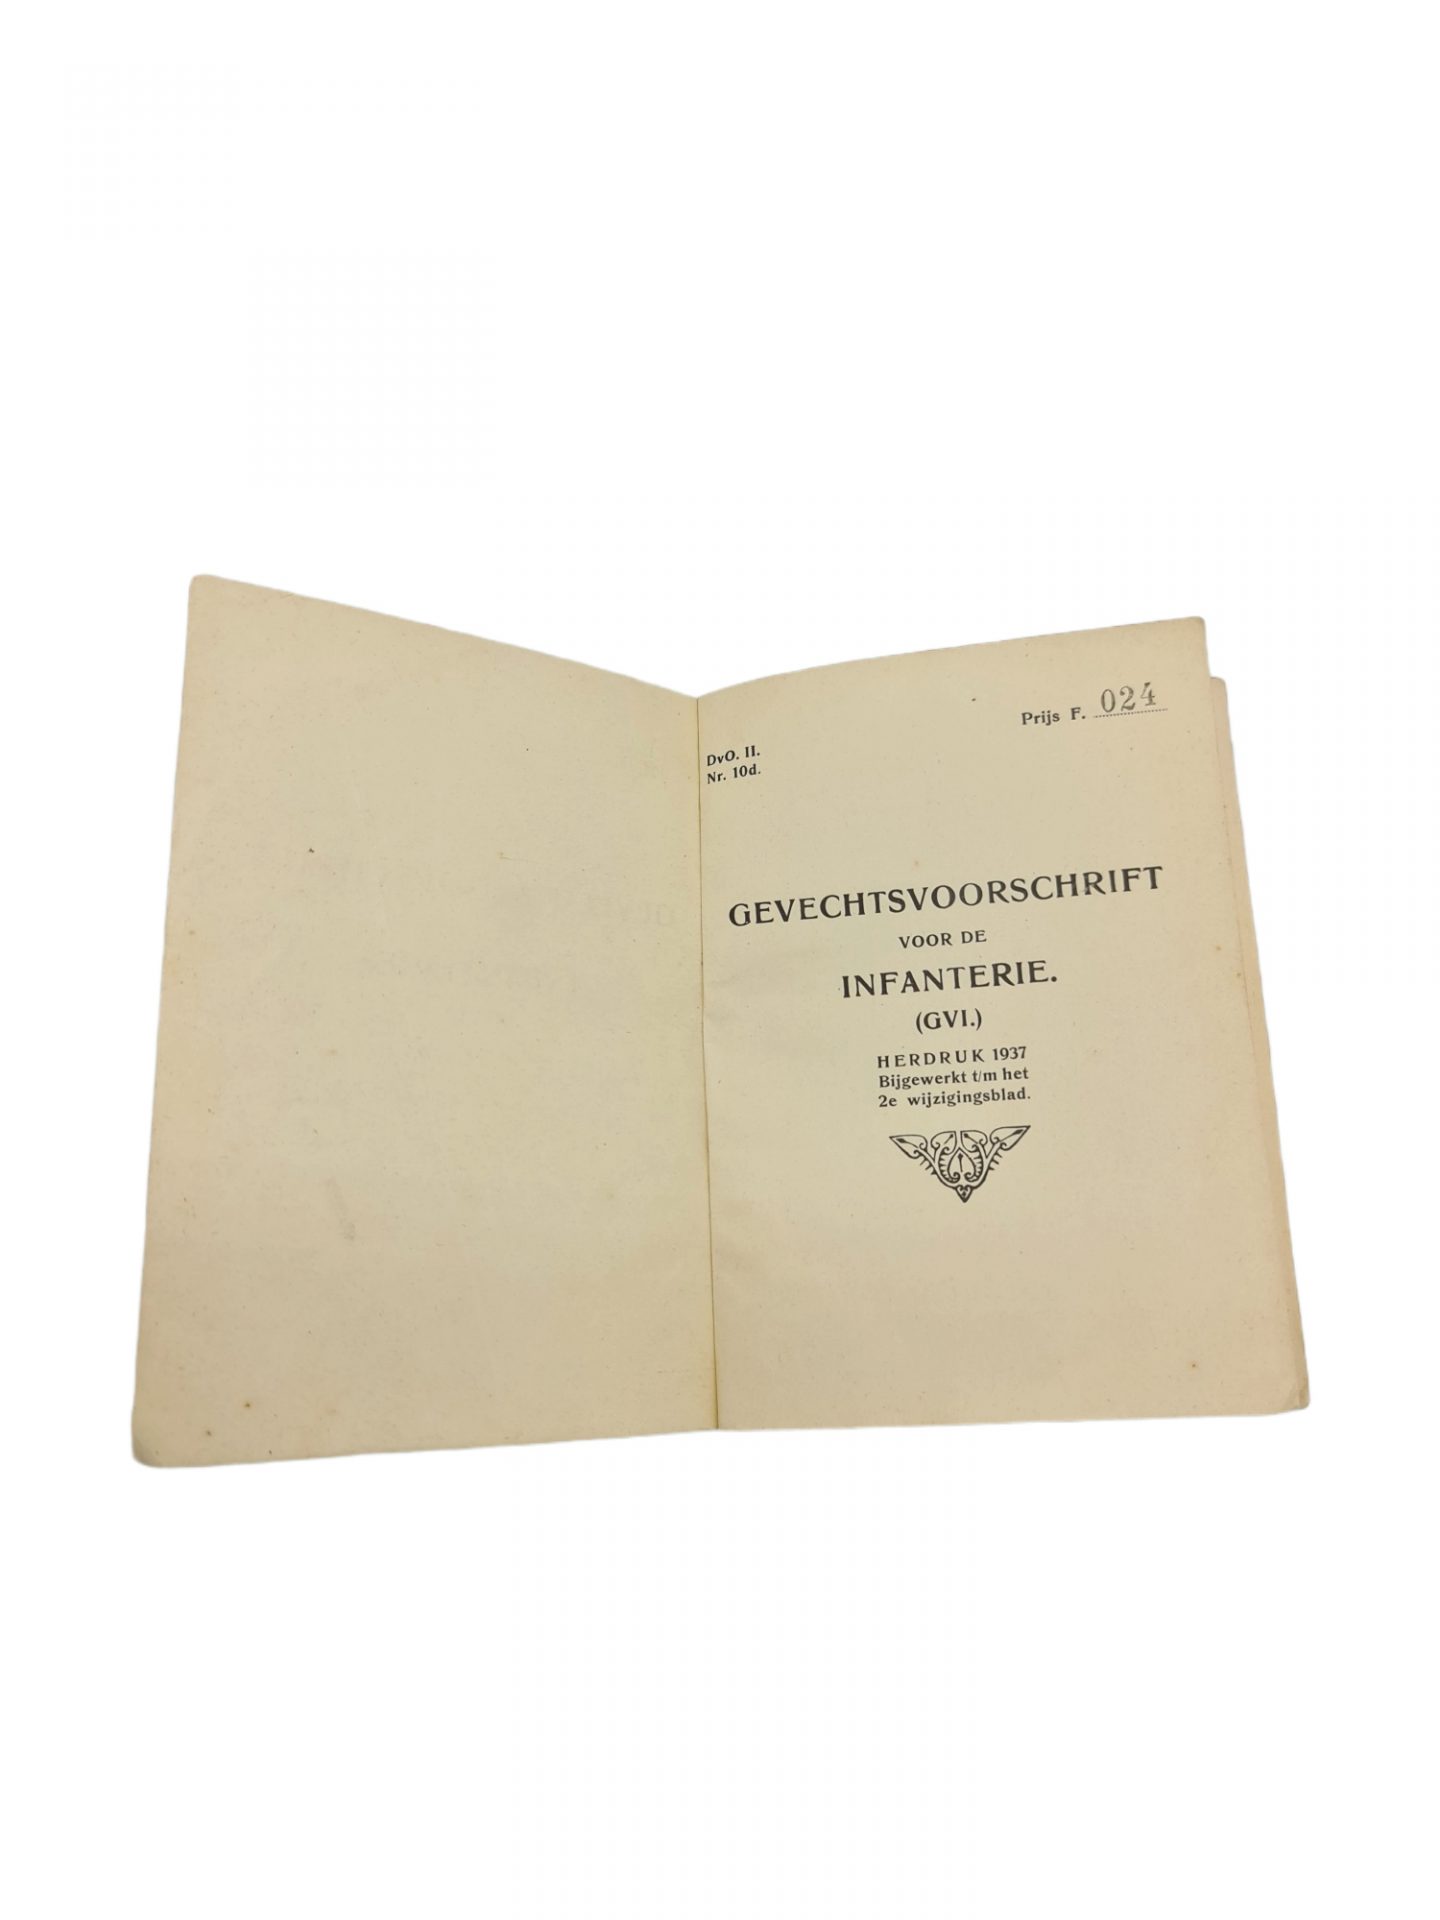 Prijs F. 024
DvO. II.
Nr. 10d.
GEVECHTSVOORSCHRIFT
VOOR DE
INFANTERIE.
(GVI.)
HERDRUK 1937
Bijgewerkt t/m het
2e wijzigingsblad.